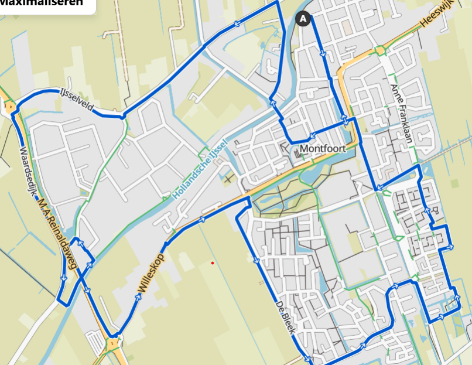 Maximaliseren
A
Heeswijk
IJsselveld
Anne Franklaan
Hollandsche IJssel
Montfoort
Waardsedijk
M.A.Reinaldaweg
Willeskop
De Bleek